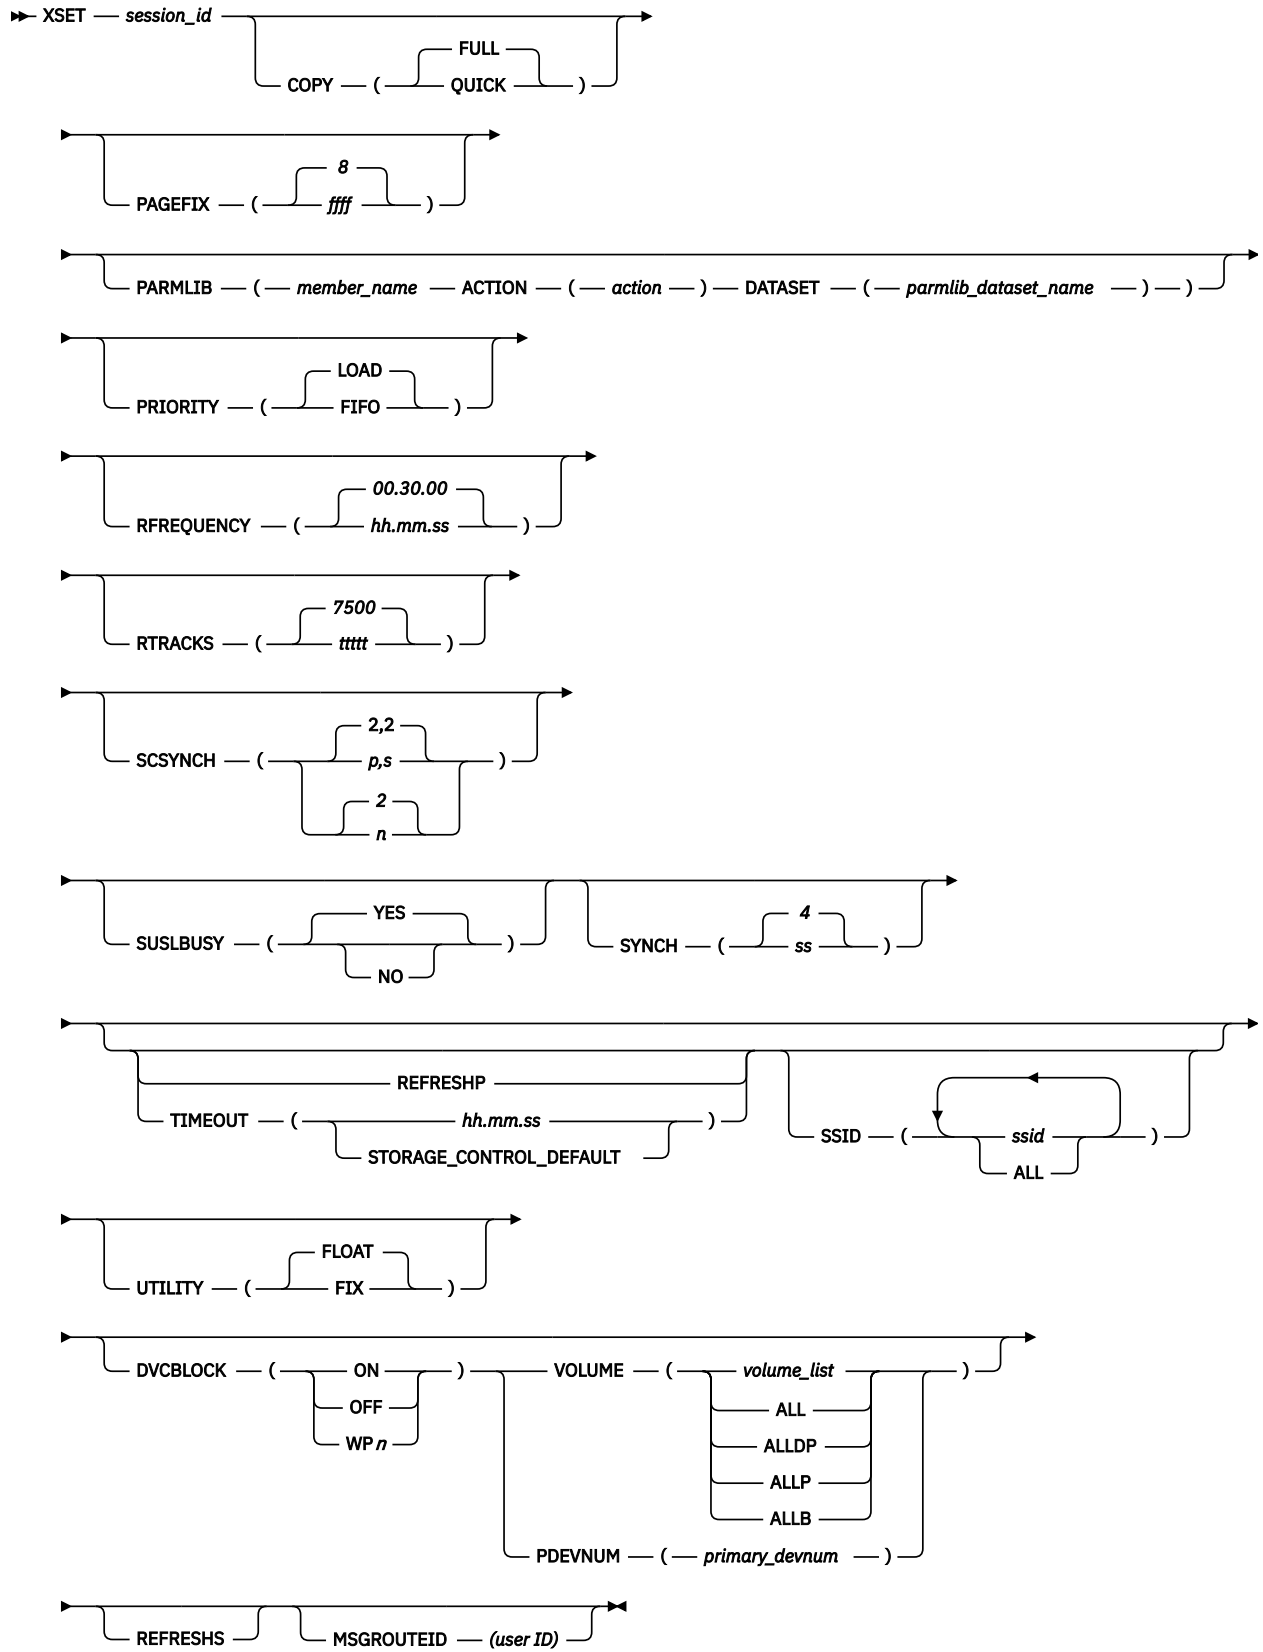 XSET session_id
FULL
COPY ( QUICK )
8
PAGEFIX ( ffff )
PARMLIB ( member_name ACTION ( action ) DATASET ( parmlib_dataset_name ) )
LOAD
PRIORITY ( FIFO )
00.30.00
RFREQUENCY ( hh.mm.ss )
7500
RTRACKS ( ttttt )
2,2
SCSYNCH ( p,s )
2
n
YES 4
SUSLBUSY ( ) SYNCH ( ss )
NO
REFRESHP
TIMEOUT ( hh.mm.ss ) SSID ( ssid )
STORAGE_CONTROL_DEFAULT ALL
FLOAT
UTILITY ( FIX )
DVCBLOCK ( ON ) VOLUME ( volume_list )
OFF ALL
WPn ALLDP
ALLP
ALLB
PDEVNUM ( primary_devnum )
REFRESHS MSGROUTEID (user ID)